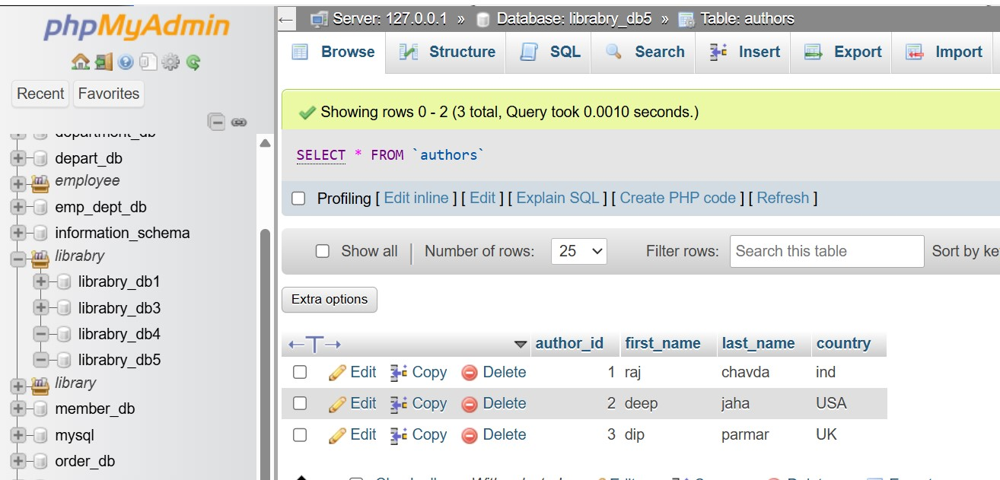 phpMyAdmin
Recent Favorites
department_db
depart_db
employee
emp_dept_db
information_schema
librabry
librabry_db1
librabry_db3
librabry_db4
librabry_db5
library
member_db
mysql
order_db
← Server: 127.0.0.1 » Database: librabry_db5 » Table: authors
Browse Structure SQL Search Insert Export Import
Showing rows 0 - 2 (3 total, Query took 0.0010 seconds.)
SELECT * FROM `authors`
Profiling [ Edit inline ] [ Edit ] [ Explain SQL ] [ Create PHP code ] [ Refresh ]
Show all | Number of rows: 25 Filter rows: Search this table Sort by ke
Extra options
←T→ author_id first_name last_name country
Edit Copy Delete 1 raj chavda ind
Edit Copy Delete 2 deep jaha USA
Edit Copy Delete 3 dip parmar UK